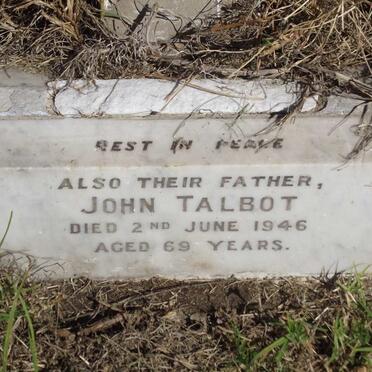 REST IN PEACE
ALSO THEIR FATHER,
JOHN TALBOT
DIED 2ND JUNE 1946
AGED 69 YEARS.